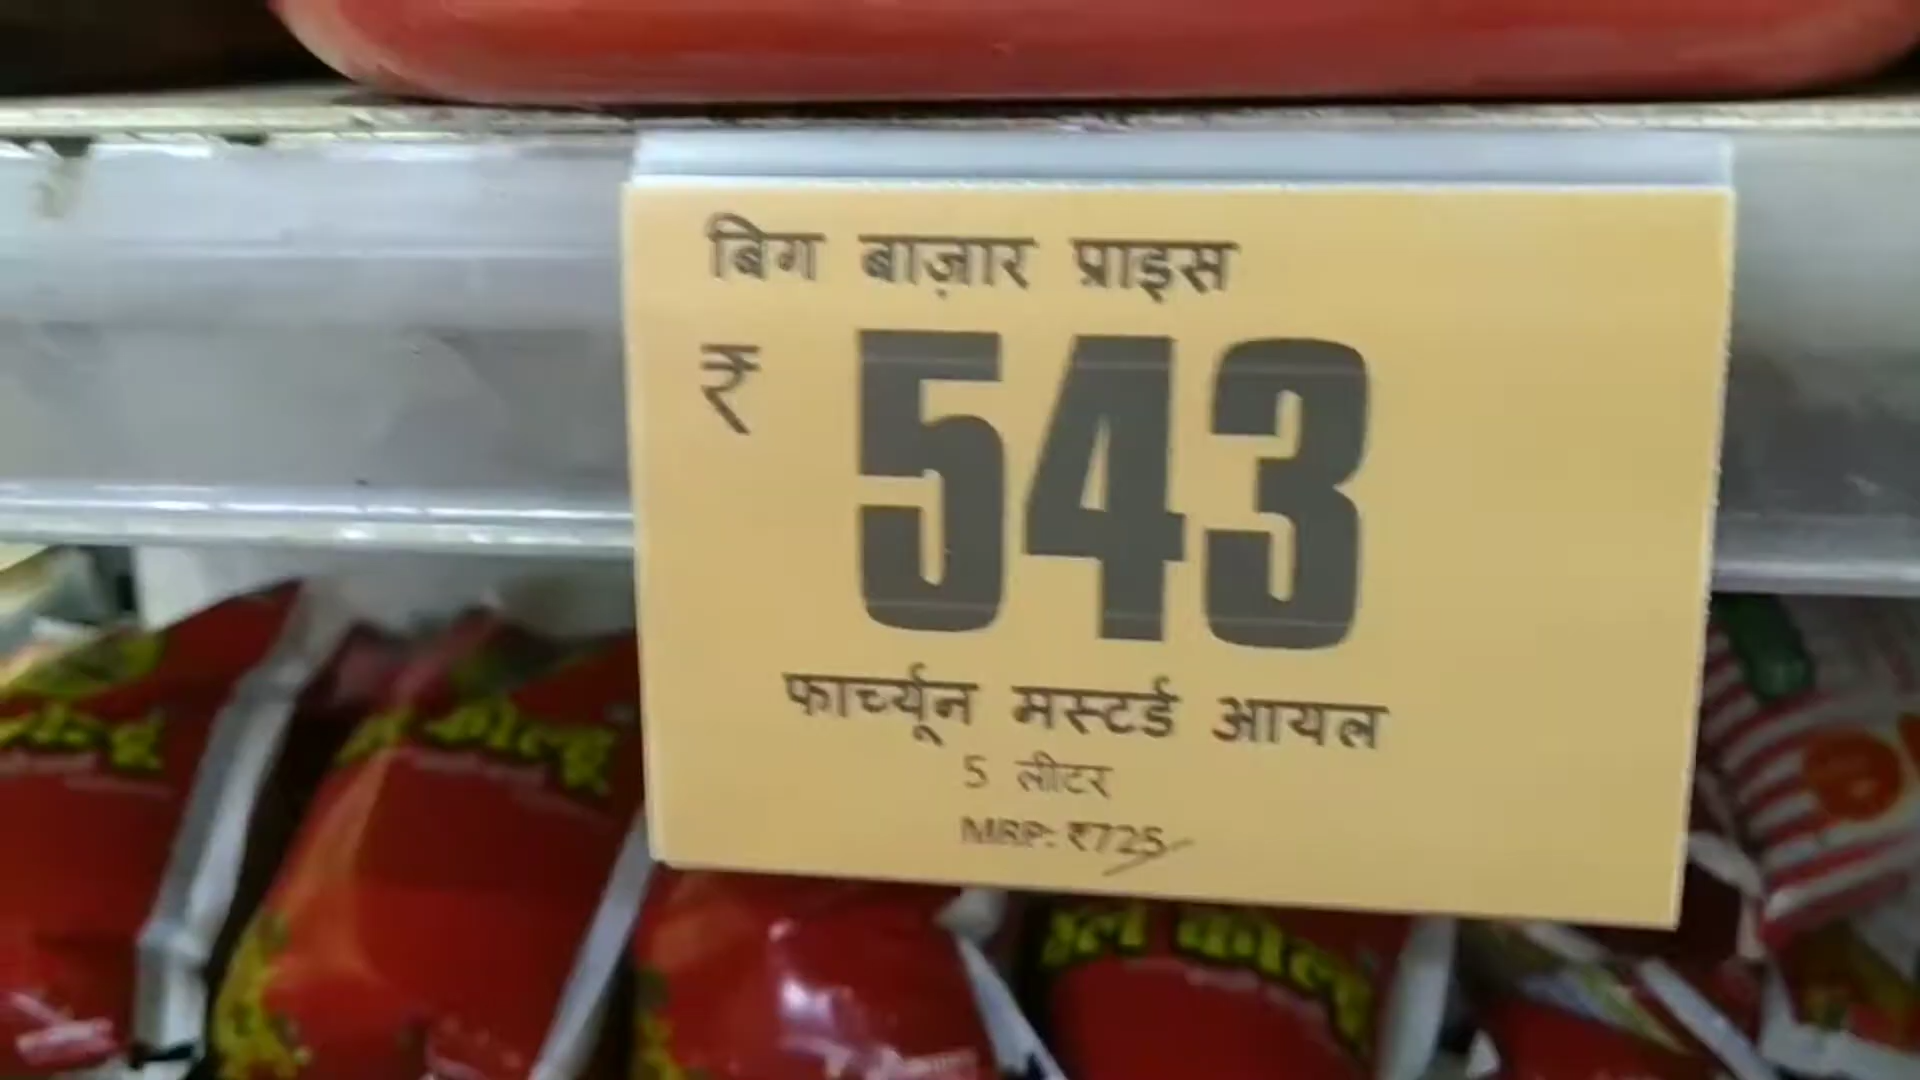 बिग बाज़ार प्राइस
₹ 543
फार्च्यून मस्टर्ड आयल
5 लीटर
MRP: ₹725